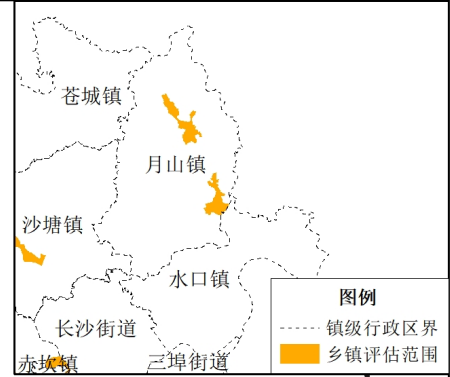 苍城镇
月山镇
沙塘镇
水口镇
长沙街道
赤坎镇
三埠街道
图例
镇级行政区界
乡镇评估范围